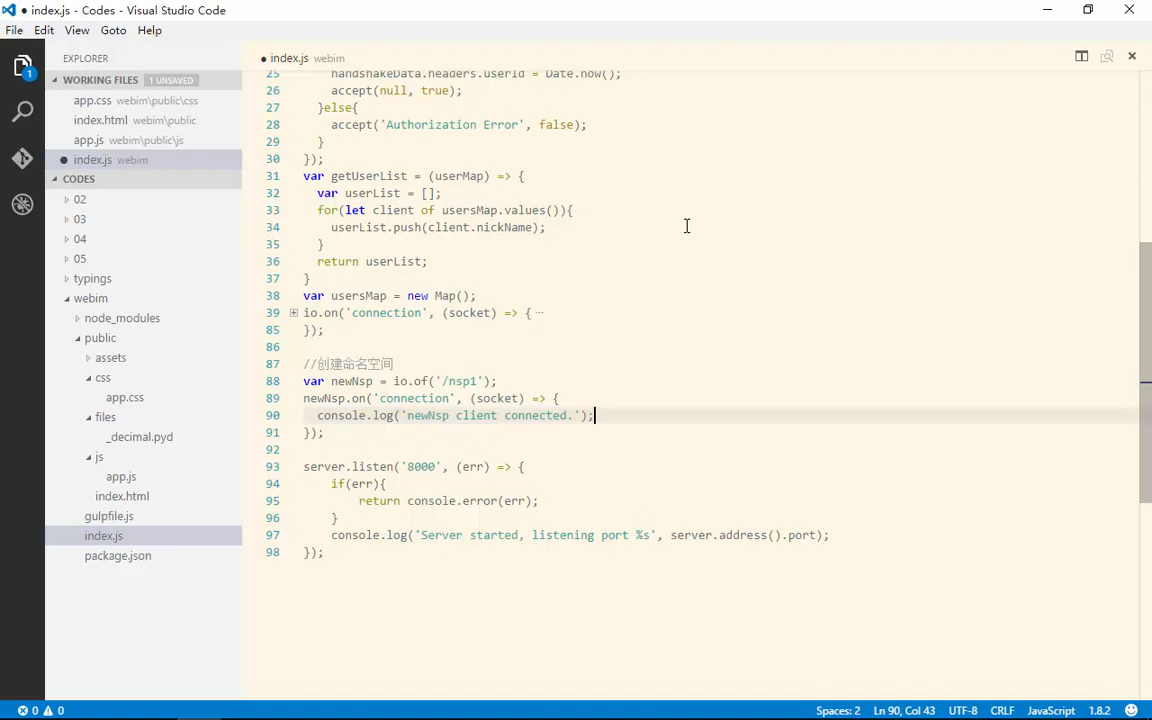 ● index.js - Codes - Visual Studio Code
File Edit View Goto Help
EXPLORER
WORKING FILES 1 UNSAVED
app.css webim\public\css
index.html webim\public
app.js webim\public\js
index.js webim
CODES
02
03
04
05
typings
webim
node_modules
public
assets
css
app.css
files
_decimal.pyd
js
app.js
index.html
gulpfile.js
index.js
package.json
1
● index.js webim
25 handshakeData.headers.userId = Date.now();
26 accept(null, true);
27 }else{
28 accept('Authorization Error', false);
29 }
30 });
31 var getUserList = (userMap) => {
32 var userList = [];
33 for(let client of usersMap.values()){
34 userList.push(client.nickName);
35 }
36 return userList;
37 }
38 var usersMap = new Map();
39 io.on('connection', (socket) => { ···
85 });
86
87 //创建命名空间
88 var newNsp = io.of('/nsp1');
89 newNsp.on('connection', (socket) => {
90 console.log('newNsp client connected.');
91 });
92
93 server.listen('8000', (err) => {
94 if(err){
95 return console.error(err);
96 }
97 console.log('Server started, listening port %s', server.address().port);
98 });
0 0 Spaces: 2 Ln 90, Col 43 UTF-8 CRLF JavaScript 1.8.2